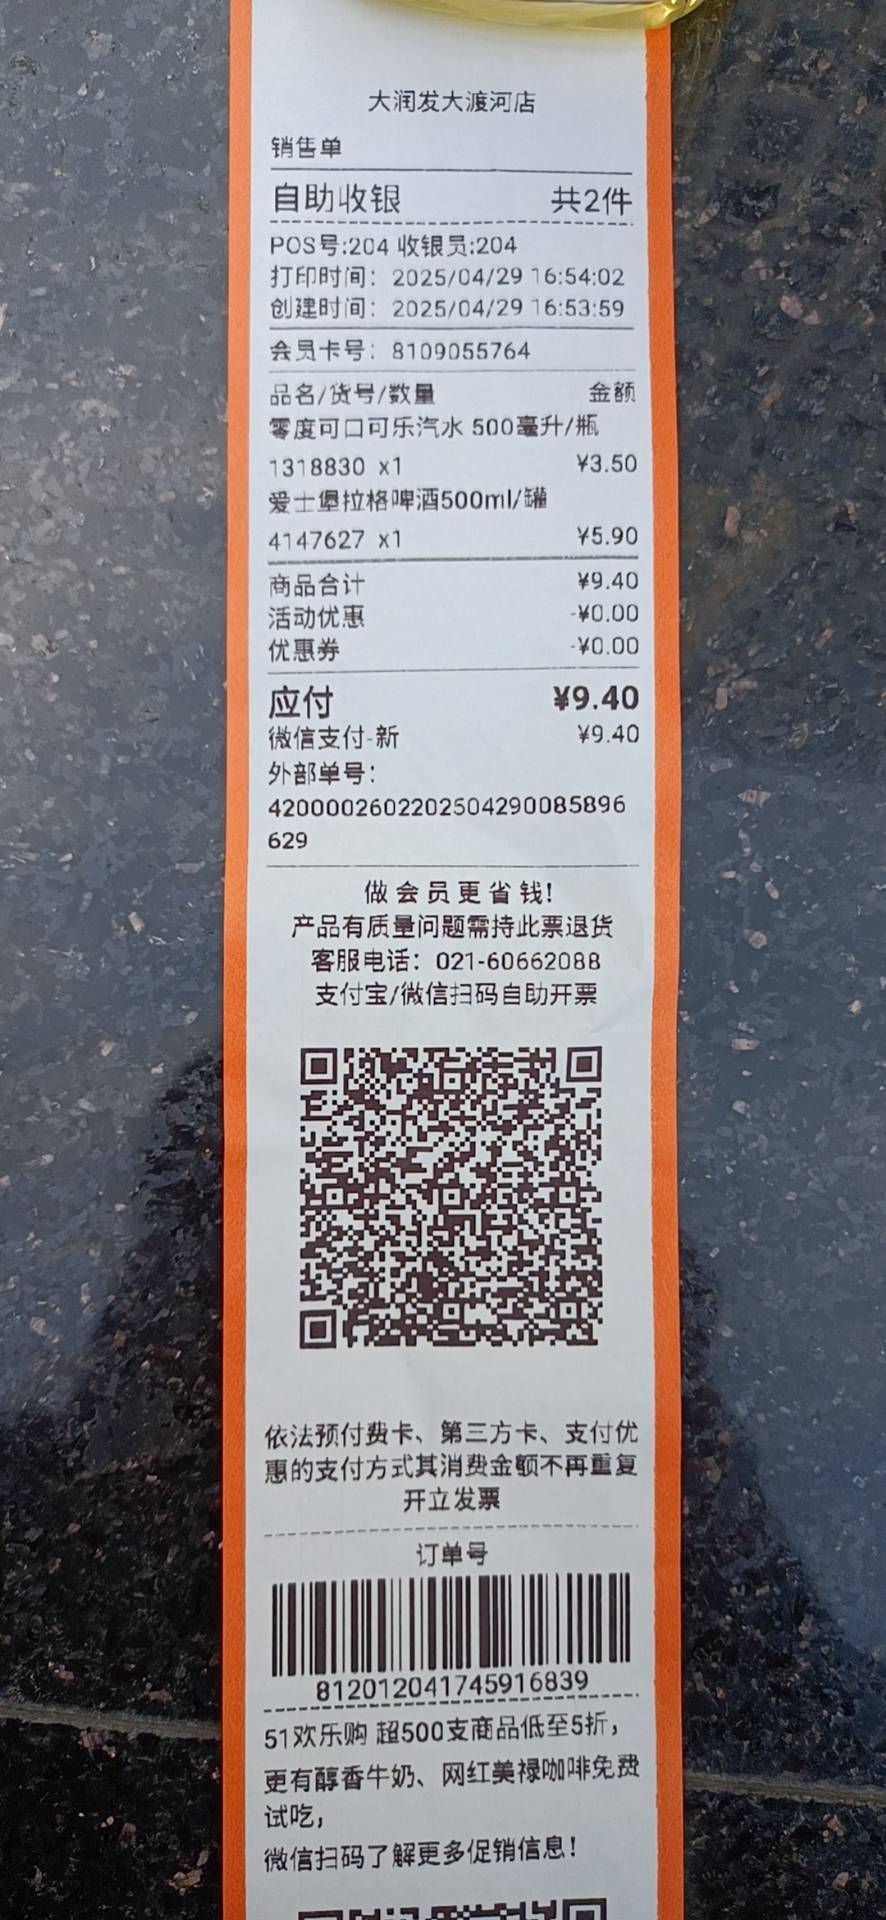 大润发大渡河店
销售单
自助收银 共2件
POS号:204 收银员:204
打印时间: 2025/04/29 16:54:02
创建时间: 2025/04/29 16:53:59
会员卡号: 8109055764
品名/货号/数量 金额
零度可口可乐汽水 500毫升/瓶
1318830 x1 ¥3.50
爱士堡拉格啤酒500ml/罐
4147627 x1 ¥5.90
商品合计 ¥9.40
活动优惠 -¥0.00
优惠券 -¥0.00
应付 ¥9.40
微信支付-新 ¥9.40
外部单号:
4200002602202504290085896
629
做会员更省钱!
产品有质量问题需持此票退货
客服电话: 021-60662088
支付宝/微信扫码自助开票
依法预付费卡、第三方卡、支付优
惠的支付方式其消费金额不再重复
开立发票
订单号
812012041745916839
51欢乐购 超500支商品低至5折,
更有醇香牛奶、网红美禄咖啡免费
试吃,
微信扫码了解更多促销信息!